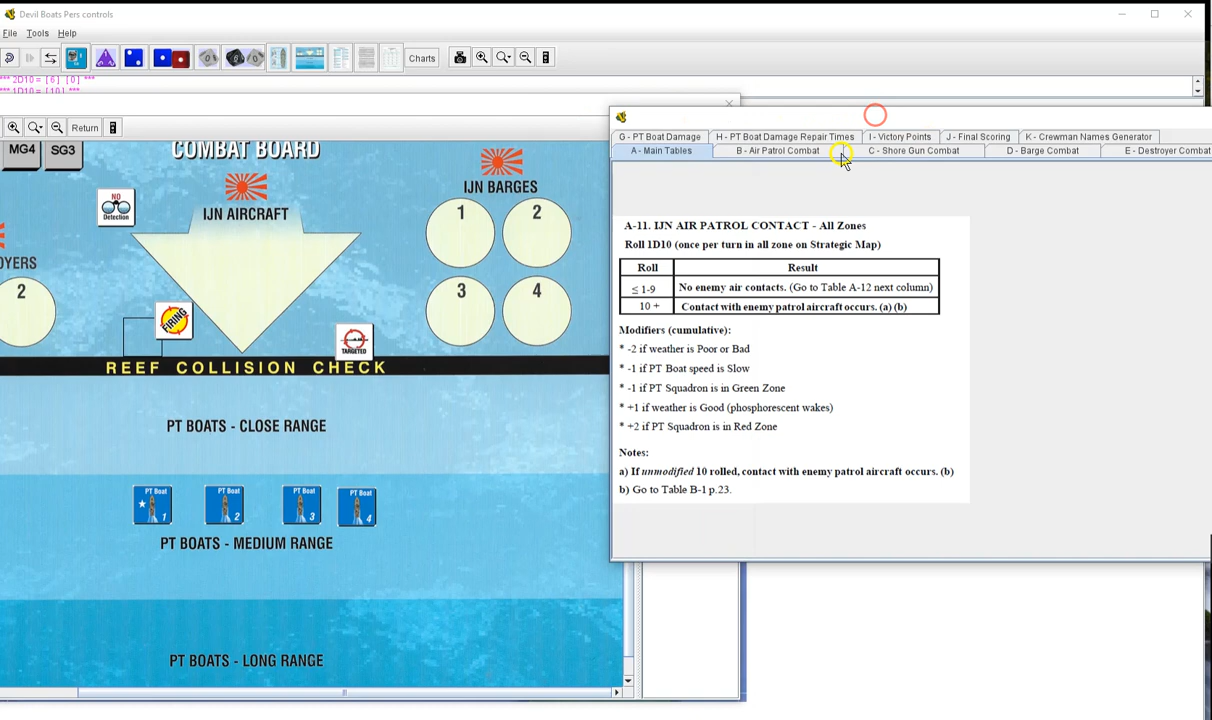 Devil Boats Pers controls
File Tools Help
Charts
*** 2D10 = [ 6] [ 0] ***
*** 1D10 = [ 10] ***
Return
MG4 SG3
COMBAT BOARD
NO
Detection
IJN AIRCRAFT
IJN BARGES
1 2
3 4
OYERS
2
FIRING
TARGETED
REEF COLLISION CHECK
PT BOATS - CLOSE RANGE
PT Boat 1
PT Boat 2
PT Boat 3
PT Boat 4
PT BOATS - MEDIUM RANGE
PT BOATS - LONG RANGE
G - PT Boat Damage H - PT Boat Damage Repair Times I - Victory Points J - Final Scoring K - Crewman Names Generator
A - Main Tables B - Air Patrol Combat C - Shore Gun Combat D - Barge Combat E - Destroyer Combat
A-11. IJN AIR PATROL CONTACT - All Zones
Roll 1D10 (once per turn in all zone on Strategic Map)
Roll Result
≤ 1-9 No enemy air contacts. (Go to Table A-12 next column)
10 + Contact with enemy patrol aircraft occurs. (a) (b)
Modifiers (cumulative):
* -2 if weather is Poor or Bad
* -1 if PT Boat speed is Slow
* -1 if PT Squadron is in Green Zone
* +1 if weather is Good (phosphorescent wakes)
* +2 if PT Squadron is in Red Zone
Notes:
a) If unmodified 10 rolled, contact with enemy patrol aircraft occurs. (b)
b) Go to Table B-1 p.23.